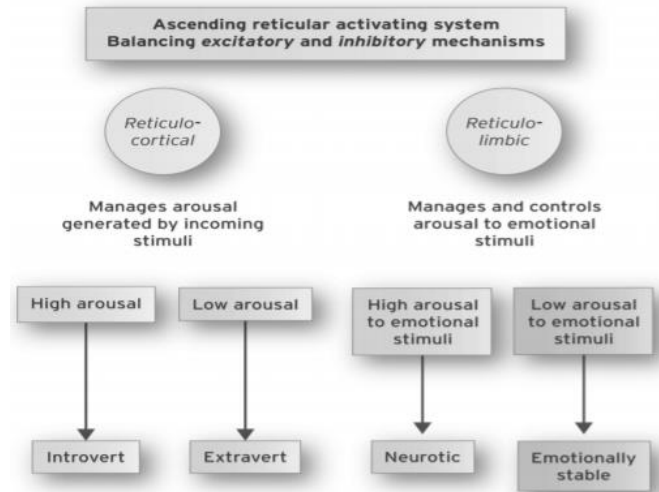 Ascending reticular activating system
Balancing excitatory and inhibitory mechanisms
Reticulo-
cortical
Reticulo-
limbic
Manages arousal
generated by incoming
stimuli
Manages and controls
arousal to emotional
stimuli
High arousal
Low arousal
High arousal
to emotional
stimuli
Low arousal
to emotional
stimuli
Introvert
Extravert
Neurotic
Emotionally
stable